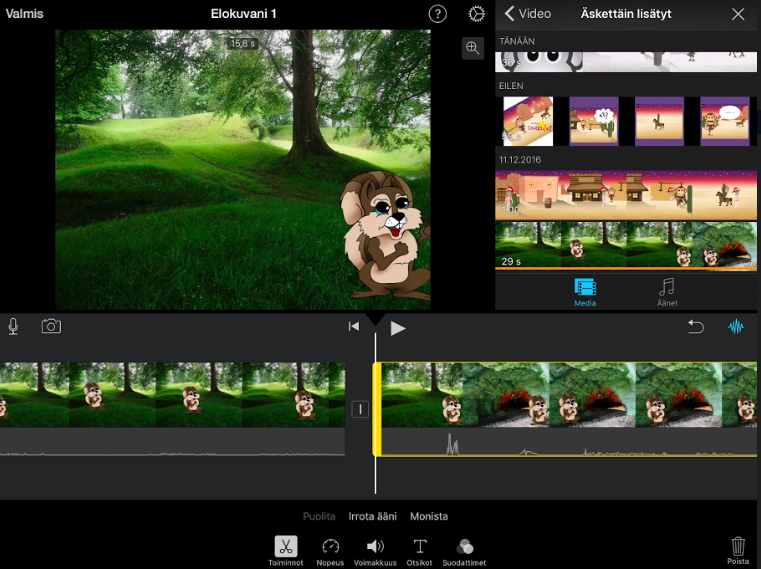 Valmis
Elokuvani 1
?
Video
Äskettäin lisätyt
15,8 s
TÄNÄÄN
EILEN
11.12.2016
29 s
Media
Äänet
Puolita
Irrota ääni
Monista
Toiminnot
Nopeus
Voimakkuus
Otsikot
Suodattimet
Poista